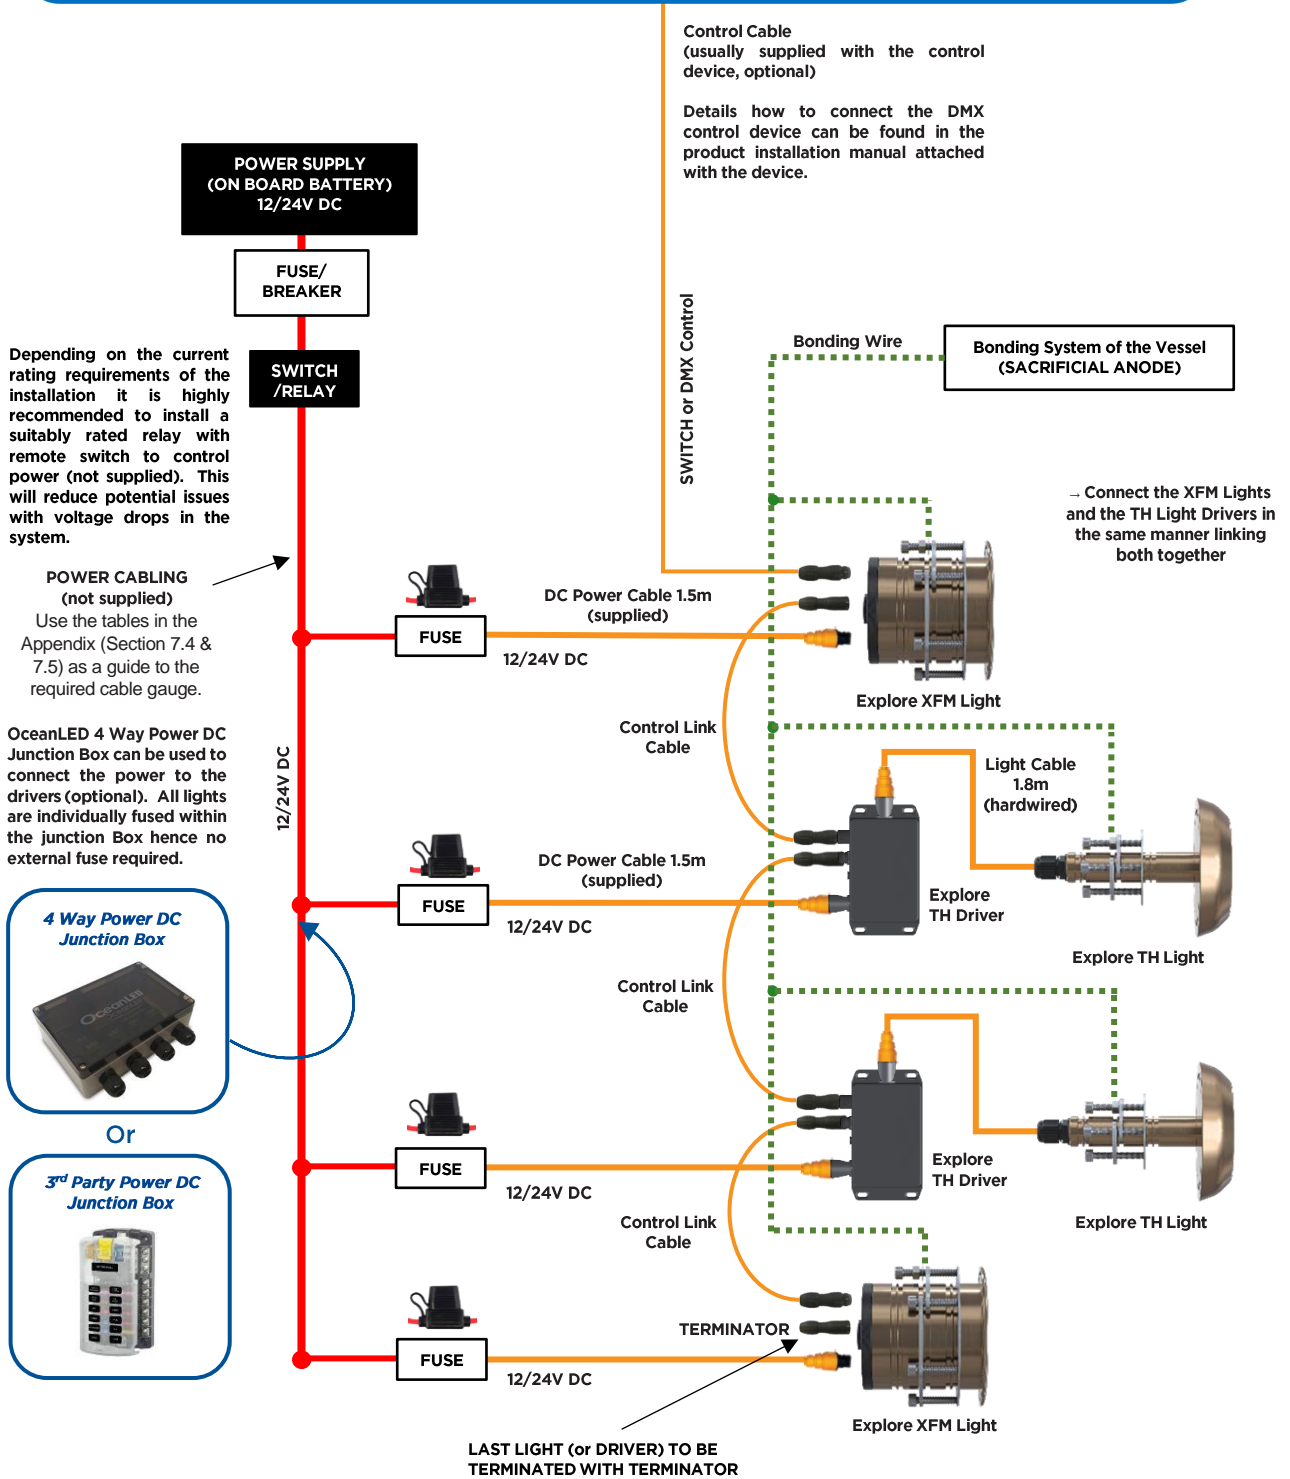 Control Cable
(usually supplied with the control
device, optional)
Details how to connect the DMX
control device can be found in the
product installation manual attached
with the device.
POWER SUPPLY
(ON BOARD BATTERY)
12/24V DC
FUSE/
BREAKER
SWITCH
/RELAY
Depending on the current
rating requirements of the
installation it is highly
recommended to install a
suitably rated relay with
remote switch to control
power (not supplied). This
will reduce potential issues
with voltage drops in the
system.
SWITCH or DMX Control
Bonding Wire
Bonding System of the Vessel
(SACRIFICIAL ANODE)
→Connect the XFM Lights
and the TH Light Drivers in
the same manner linking
both together
POWER CABLING
(not supplied)
Use the tables in the
Appendix (Section 7.4 &
7.5) as a guide to the
required cable gauge.
DC Power Cable 1.5m
(supplied)
FUSE
12/24V DC
Explore XFM Light
Control Link
Cable
OceanLED 4 Way Power DC
Junction Box can be used to
connect the power to the
drivers (optional). All lights
are individually fused within
the junction Box hence no
external fuse required.
12/24V DC
Light Cable
1.8m
(hardwired)
DC Power Cable 1.5m
(supplied)
FUSE
12/24V DC
Explore
TH Driver
Explore TH Light
4 Way Power DC
Junction Box
OceanLED
Control Link
Cable
Or
3rd Party Power DC
Junction Box
FUSE
12/24V DC
Explore
TH Driver
Explore TH Light
Control Link
Cable
TERMINATOR
FUSE
12/24V DC
Explore XFM Light
LAST LIGHT (or DRIVER) TO BE
TERMINATED WITH TERMINATOR